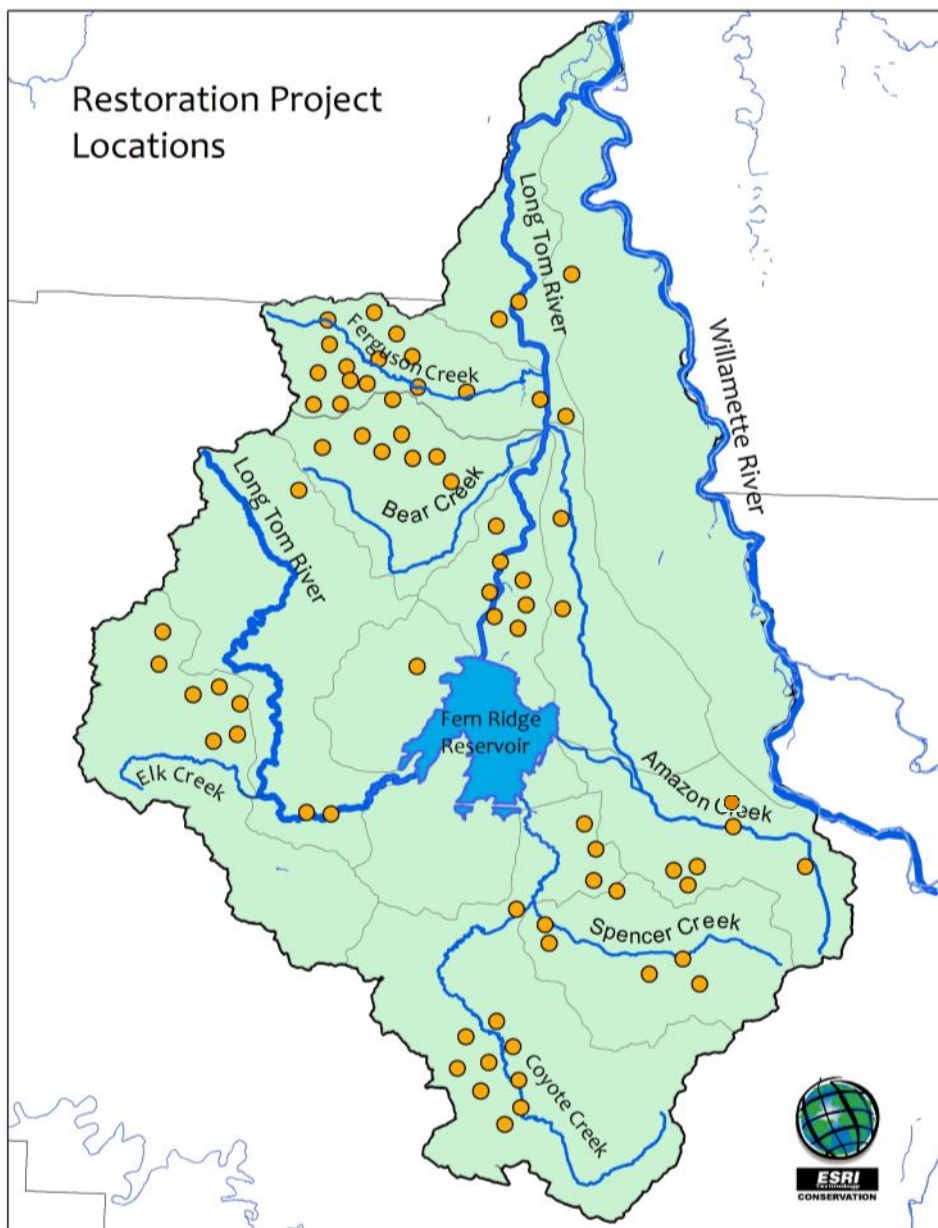 Restoration Project
Locations
Long Tom River
Ferguson Creek
Willamette River
Long Tom River
Bear Creek
Fern Ridge
Reservoir
Elk Creek
Amazon Creek
Spencer Creek
Coyote Creek
ESRI
Technology
CONSERVATION